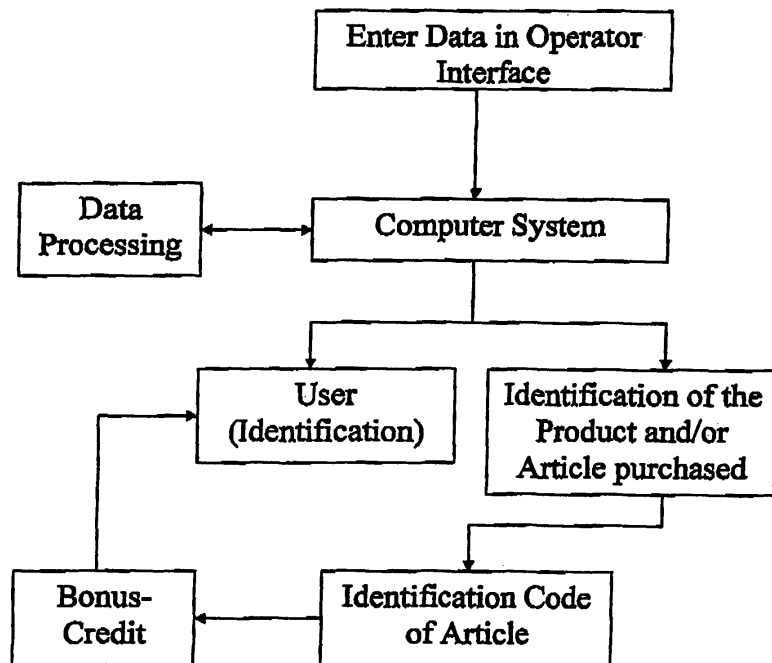 Enter Data in Operator
Interface
Data
Processing
Computer System
User
(Identification)
Identification of the
Product and/or
Article purchased
Bonus-
Credit
Identification Code
of Article